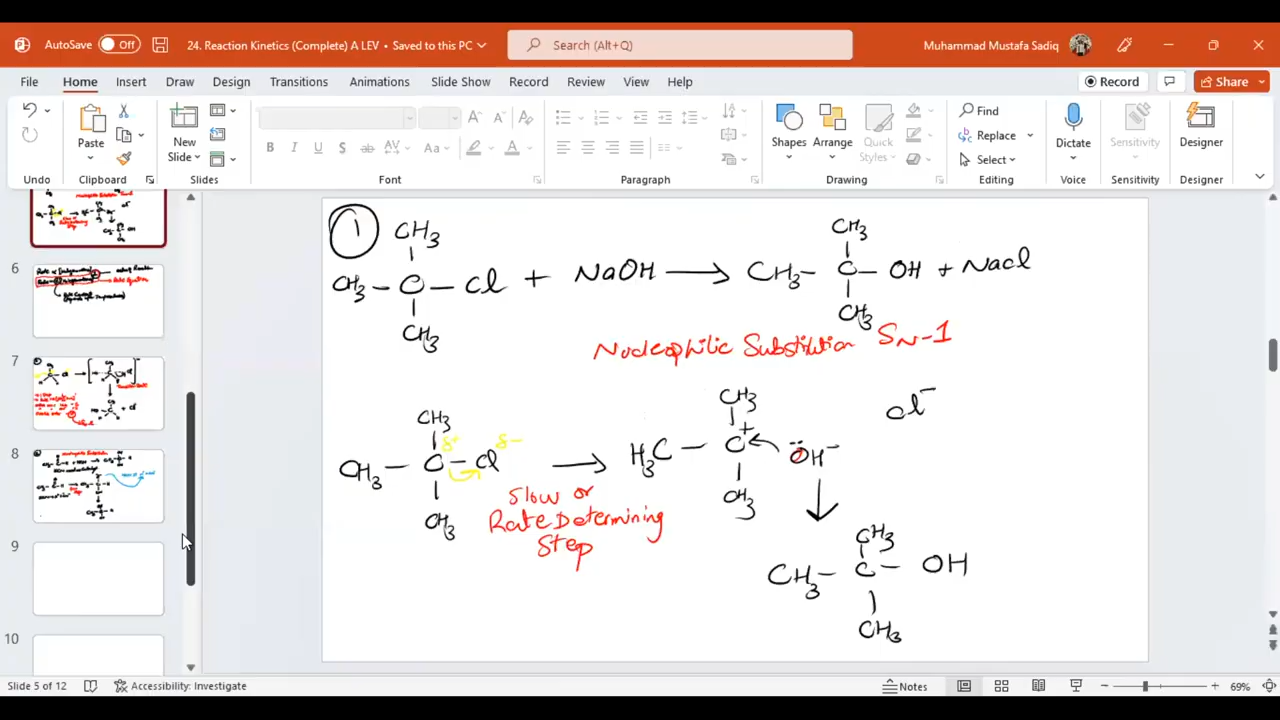 AutoSave Off 24. Reaction Kinetics (Complete) A LEV • Saved to this PC Search (Alt+Q) Muhammad Mustafa Sadiq
File Home Insert Draw Design Transitions Animations Slide Show Record Review View Help Record Share
Paste New Slide Shapes Arrange Quick Styles Find Replace Select Dictate Sensitivity Designer
B I U S ab AV Aa A
Undo Clipboard Slides Font Paragraph Drawing Editing Voice Sensitivity Designer
1
CH3
CH3 – C – Cl + NaOH → CH3 – C – OH + NaCl
CH3
CH3
CH3
Nucleophilic Substitution SN-1
CH3
δ+ δ-
CH3 – C – Cl → H3C – C+ ÖH- Cl-
CH3
CH3
CH3
Slow or
Rate Determining
Step
CH3
CH3 – C – OH
CH3
6
7
8
9
10
Slide 5 of 12 Accessibility: Investigate Notes 69%